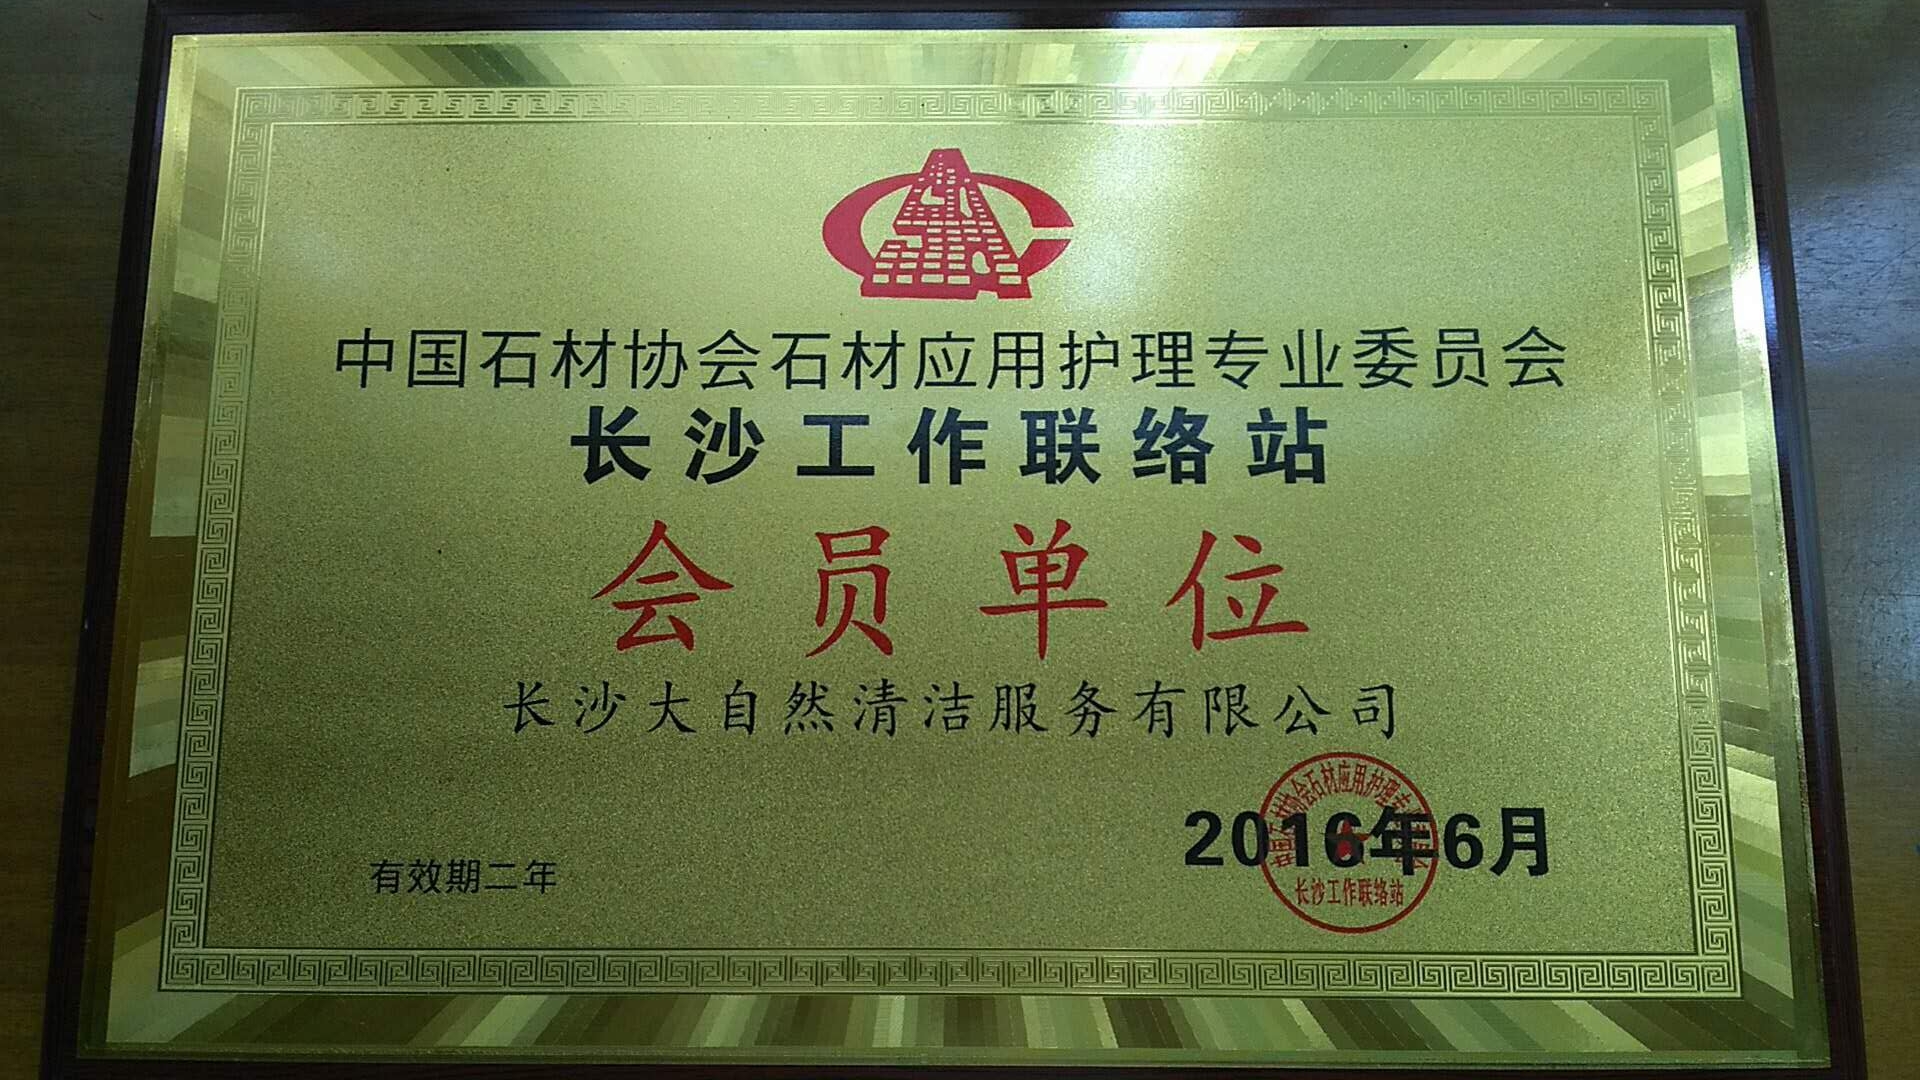 中国石材协会石材应用护理专业委员会
长沙工作联络站
会员单位
长沙大自然清洁服务有限公司
2016年6月
有效期二年
长沙工作联络站